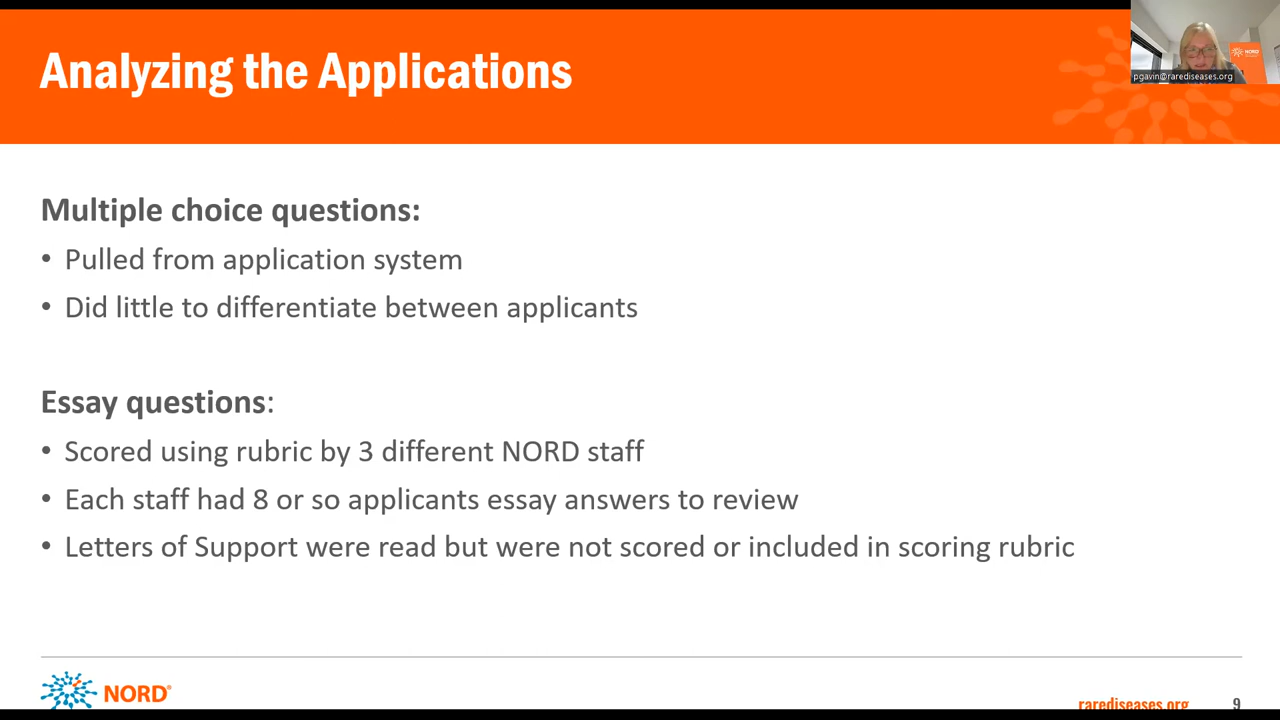 Analyzing the Applications
pgavin@rarediseases.org
NORD
Multiple choice questions:
• Pulled from application system
• Did little to differentiate between applicants
Essay questions:
• Scored using rubric by 3 different NORD staff
• Each staff had 8 or so applicants essay answers to review
• Letters of Support were read but were not scored or included in scoring rubric
NORD®
rarediseases.org
9